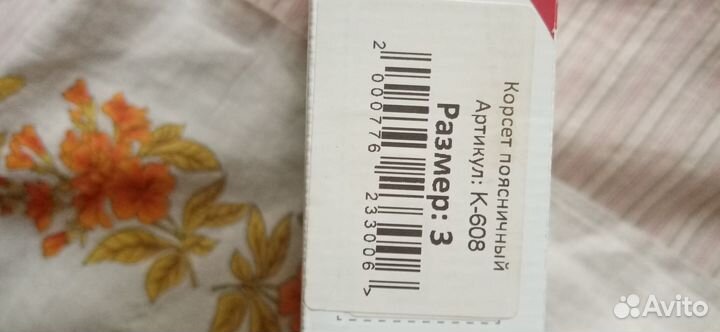 Корсет поясничный
Артикул: К-608
Размер: 3
2 000776 233006 >
Avito